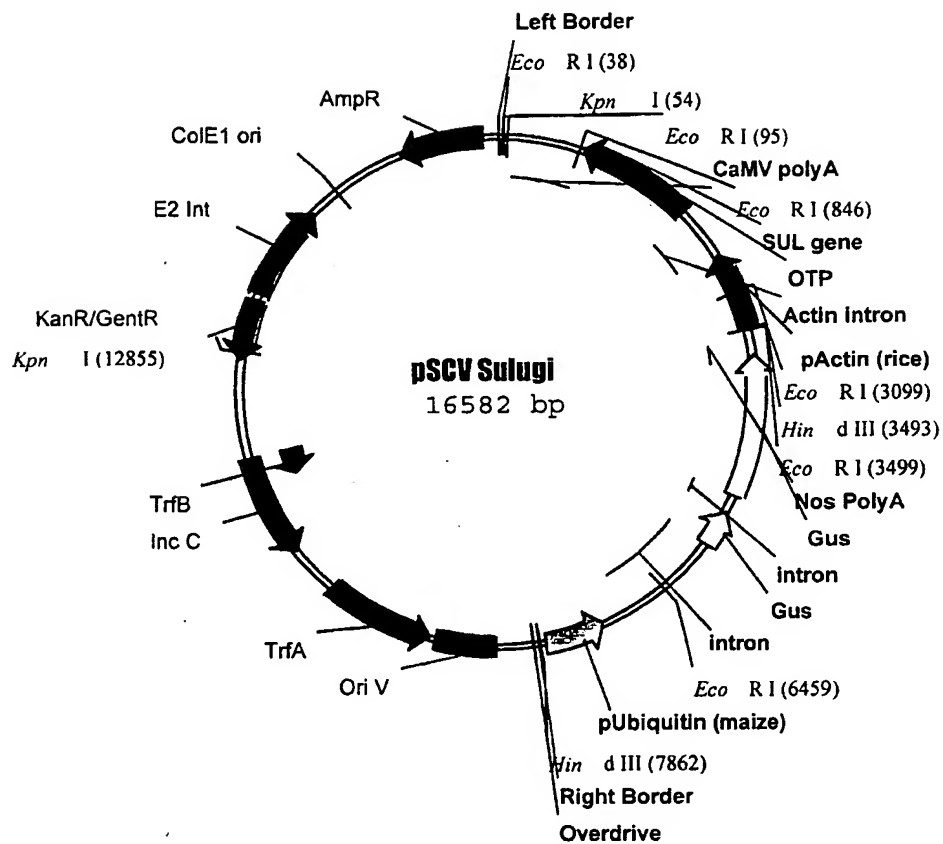 Left Border
Eco R I (38)
AmpR
Kpn I (54)
ColE1 ori
Eco R I (95)
CaMV polyA
E2 Int
Eco R I (846)
SUL gene
OTP
KanR/GentR
Actin intron
Kpn I (12855)
pSCV Sulugi
16582 bp
pActin (rice)
Eco R I (3099)
Hin d III (3493)
Eco R I (3499)
TrfB
Nos PolyA
Inc C
Gus
intron
Gus
TrfA
intron
Ori V
Eco R I (6459)
pUbiquitin (maize)
Hin d III (7862)
Right Border
Overdrive